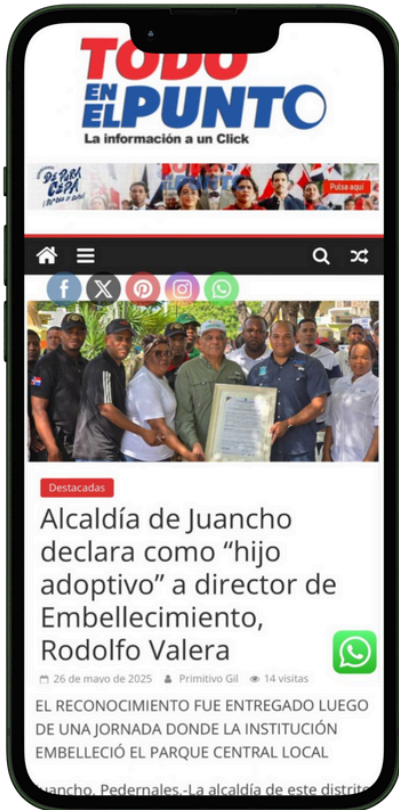 TODO
EN
EL PUNTO
La información a un Click
DE PURA
CEPA
Pulsa aquí
Destacadas
Alcaldía de Juancho
declara como “hijo
adoptivo” a director de
Embellecimiento,
Rodolfo Valera
26 de mayo de 2025 Primitivo Gil 14 visitas
EL RECONOCIMIENTO FUE ENTREGADO LUEGO
DE UNA JORNADA DONDE LA INSTITUCIÓN
EMBELLECIÓ EL PARQUE CENTRAL LOCAL
Juancho, Pedernales.-La alcaldía de este distrito